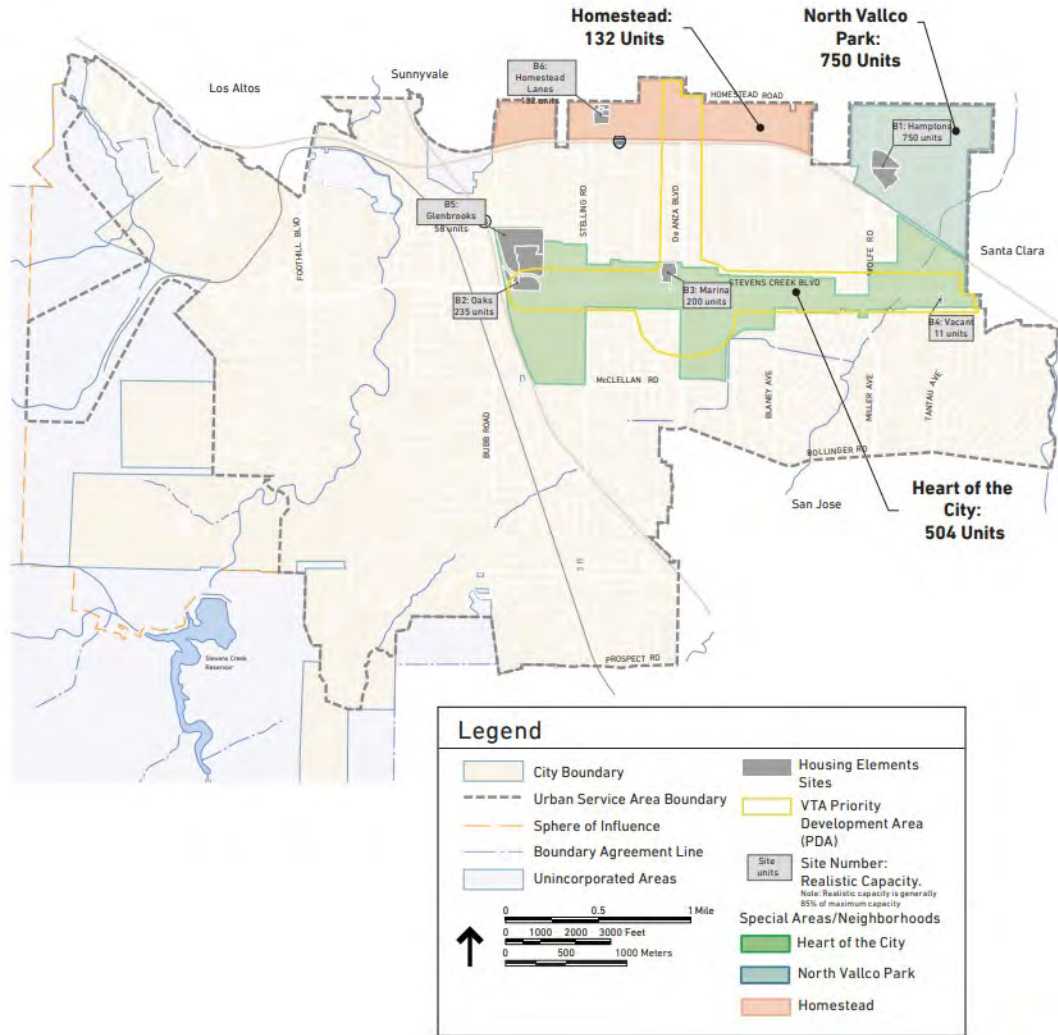 Homestead:
132 Units
North Vallco
Park:
750 Units
Los Altos
Sunnyvale
B6:
Homestead
Lanes
132 units
HOMESTEAD ROAD
B1: Hamptons
750 units
FOOTHILL BLVD
STELLING RD
De ANZA BLVD
WOLFE RD
B5:
Glenbrooks
58 units
Santa Clara
B2: Oaks
235 units
B3: Marina
200 units
STEVENS CREEK BLVD
B4: Vacant
11 units
McCLELLAN RD
BUBB ROAD
BLANEY AVE
MILLER AVE
TANTAU AVE
BOLLINGER RD
San Jose
Heart of the
City:
504 Units
Stevens Creek
Reservoir
PROSPECT RD
Legend
City Boundary
Urban Service Area Boundary
Sphere of Influence
Boundary Agreement Line
Unincorporated Areas
0 0.5 1 Mile
0 1000 2000 3000 Feet
0 500 1000 Meters
Housing Elements
Sites
VTA Priority
Development Area
(PDA)
Site
units
Site Number:
Realistic Capacity.
Note: Realistic capacity is generally
85% of maximum capacity
Special Areas/Neighborhoods
Heart of the City
North Vallco Park
Homestead